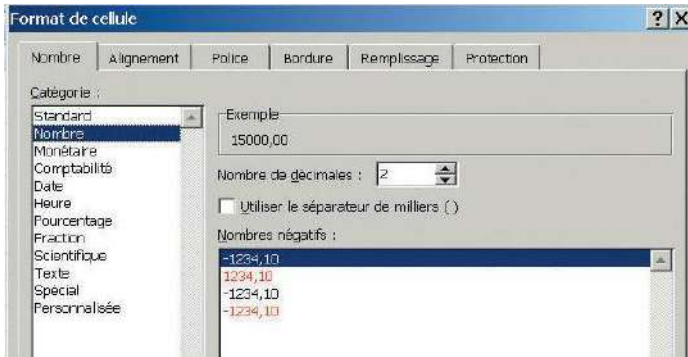 Format de cellule
Nombre Alignement Police Bordure Remplissage Protection
Catégorie :
Standard
Nombre
Monétaire
Comptabilité
Date
Heure
Pourcentage
Fraction
Scientifique
Texte
Spécial
Personnalisée
Exemple
15000,00
Nombre de décimales : 2
Utiliser le séparateur de milliers ( )
Nombres négatifs :
-1234,10
1234,10
-1234,10
-1234,10